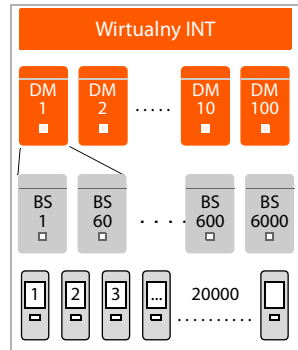 Wirtualny INT
DM DM DM DM
1 2 ..... 10 100
BS BS BS BS
1 60 . . . . 600 6000
1 2 3 ... 20000
..........